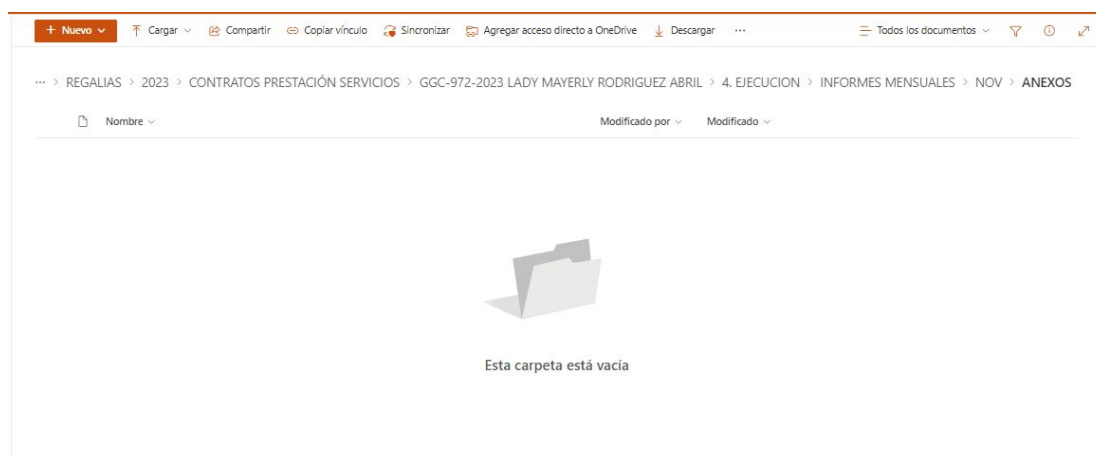 + Nuevo Cargar Compartir Copiar vínculo Sincronizar Agregar acceso directo a OneDrive Descargar ... Todos los documentos
... > REGALIAS > 2023 > CONTRATOS PRESTACIÓN SERVICIOS > GGC-972-2023 LADY MAYERLY RODRIGUEZ ABRIL > 4. EJECUCION > INFORMES MENSUALES > NOV > ANEXOS
Nombre Modificado por Modificado
Esta carpeta está vacía